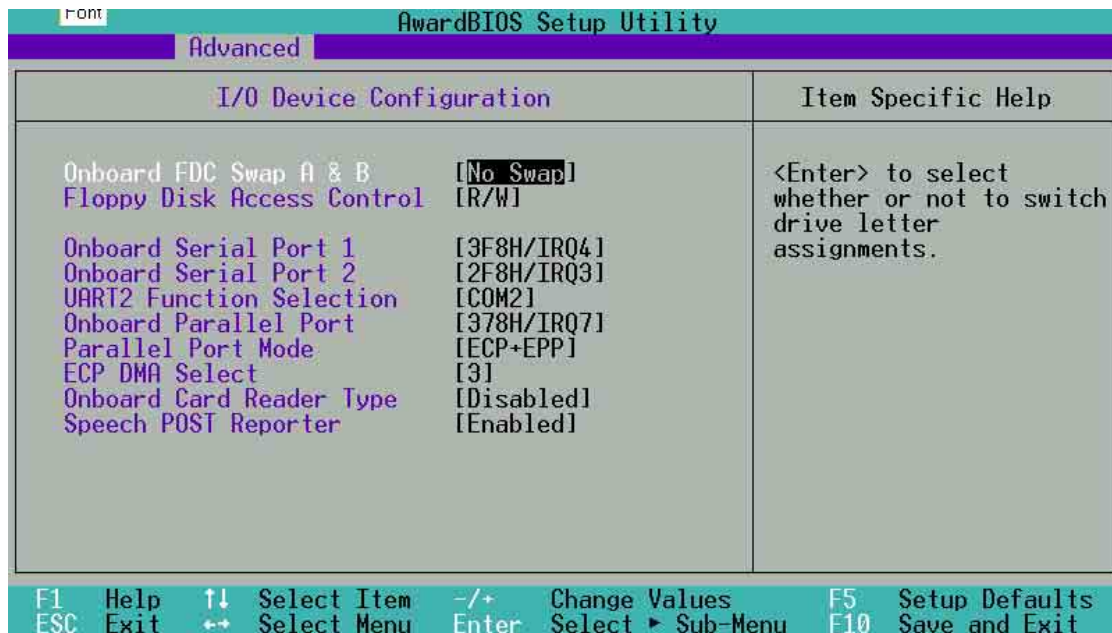 Font
AwardBIOS Setup Utility
Advanced
I/O Device Configuration
Item Specific Help
Onboard FDC Swap A & B [No Swap]
Floppy Disk Access Control [R/W]
Onboard Serial Port 1 [3F8H/IRQ4]
Onboard Serial Port 2 [2F8H/IRQ3]
UART2 Function Selection [COM2]
Onboard Parallel Port [378H/IRQ7]
Parallel Port Mode [ECP+EPP]
ECP DMA Select [3]
Onboard Card Reader Type [Disabled]
Speech POST Reporter [Enabled]
<Enter> to select
whether or not to switch
drive letter
assignments.
F1 Help ↑↓ Select Item -/+ Change Values F5 Setup Defaults
ESC Exit ←→ Select Menu Enter Select ► Sub-Menu F10 Save and Exit